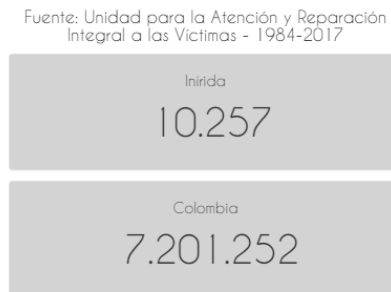 Fuente: Unidad para la Atención y Reparación
Integral a las Víctimas - 1984-2017
Inirida
10.257
Colombia
7.201.252